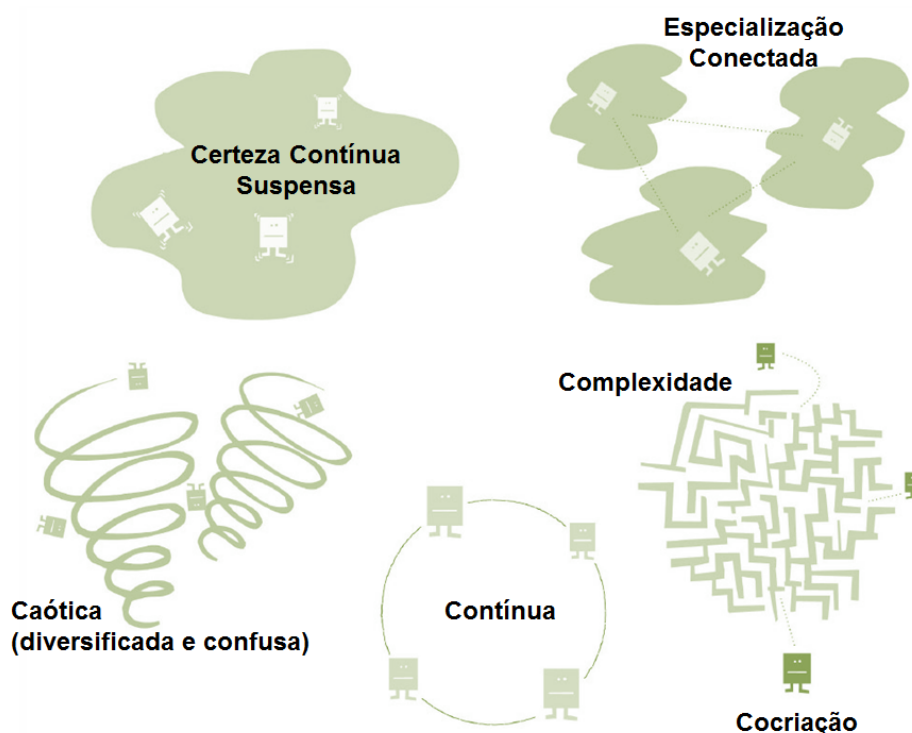 Especialização
Conectada
Certeza Contínua
Suspensa
Complexidade
Caótica
(diversificada e confusa)
Contínua
Cocriação